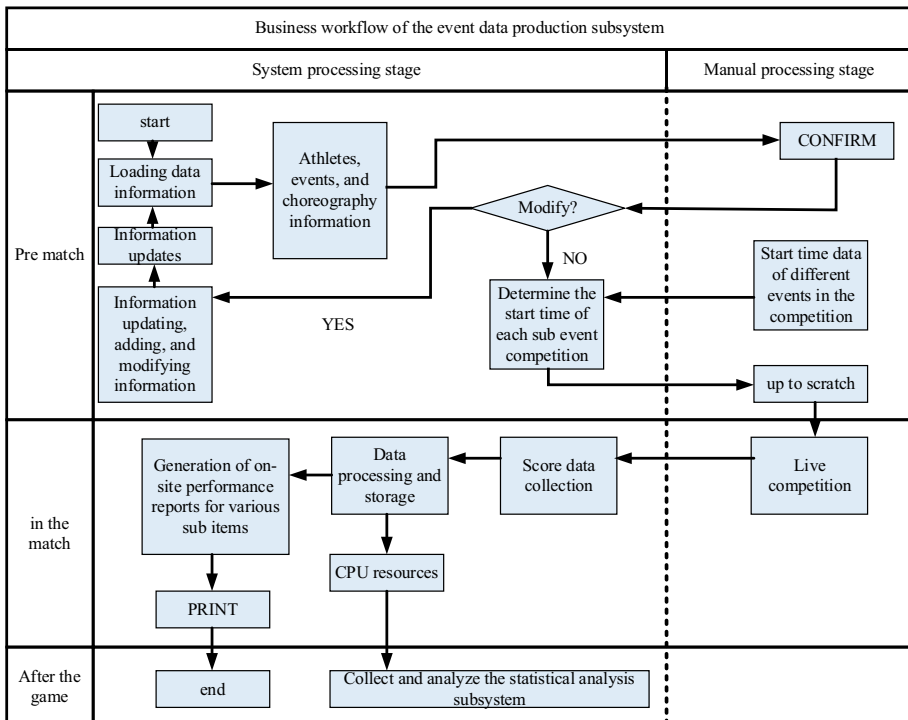 Business workflow of the event data production subsystem
System processing stage
Manual processing stage
Pre match
start
Loading data
information
Information
updates
Information
updating,
adding, and
modifying
information
Athletes,
events, and
choreography
information
CONFIRM
Modify?
NO
YES
Determine the
start time of
each sub event
competition
Start time data
of different
events in the
competition
up to scratch
in the
match
Generation of on-
site performance
reports for various
sub items
Data
processing and
storage
Score data
collection
Live
competition
CPU resources
PRINT
After the
game
end
Collect and analyze the statistical analysis
subsystem